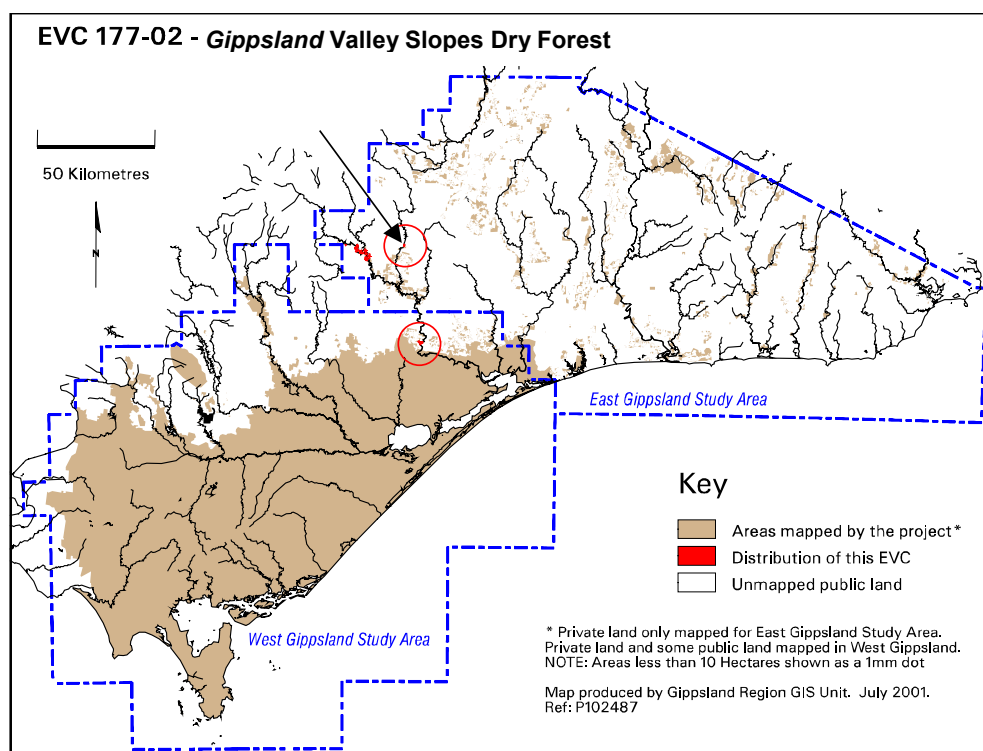 EVC 177-02 - Gippsland Valley Slopes Dry Forest
50 Kilometres
N
East Gippsland Study Area
Key
Areas mapped by the project*
Distribution of this EVC
Unmapped public land
West Gippsland Study Area
* Private land only mapped for East Gippsland Study Area.
Private land and some public land mapped in West Gippsland.
NOTE: Areas less than 10 Hectares shown as a 1mm dot
Map produced by Gippsland Region GIS Unit. July 2001.
Ref: P102487